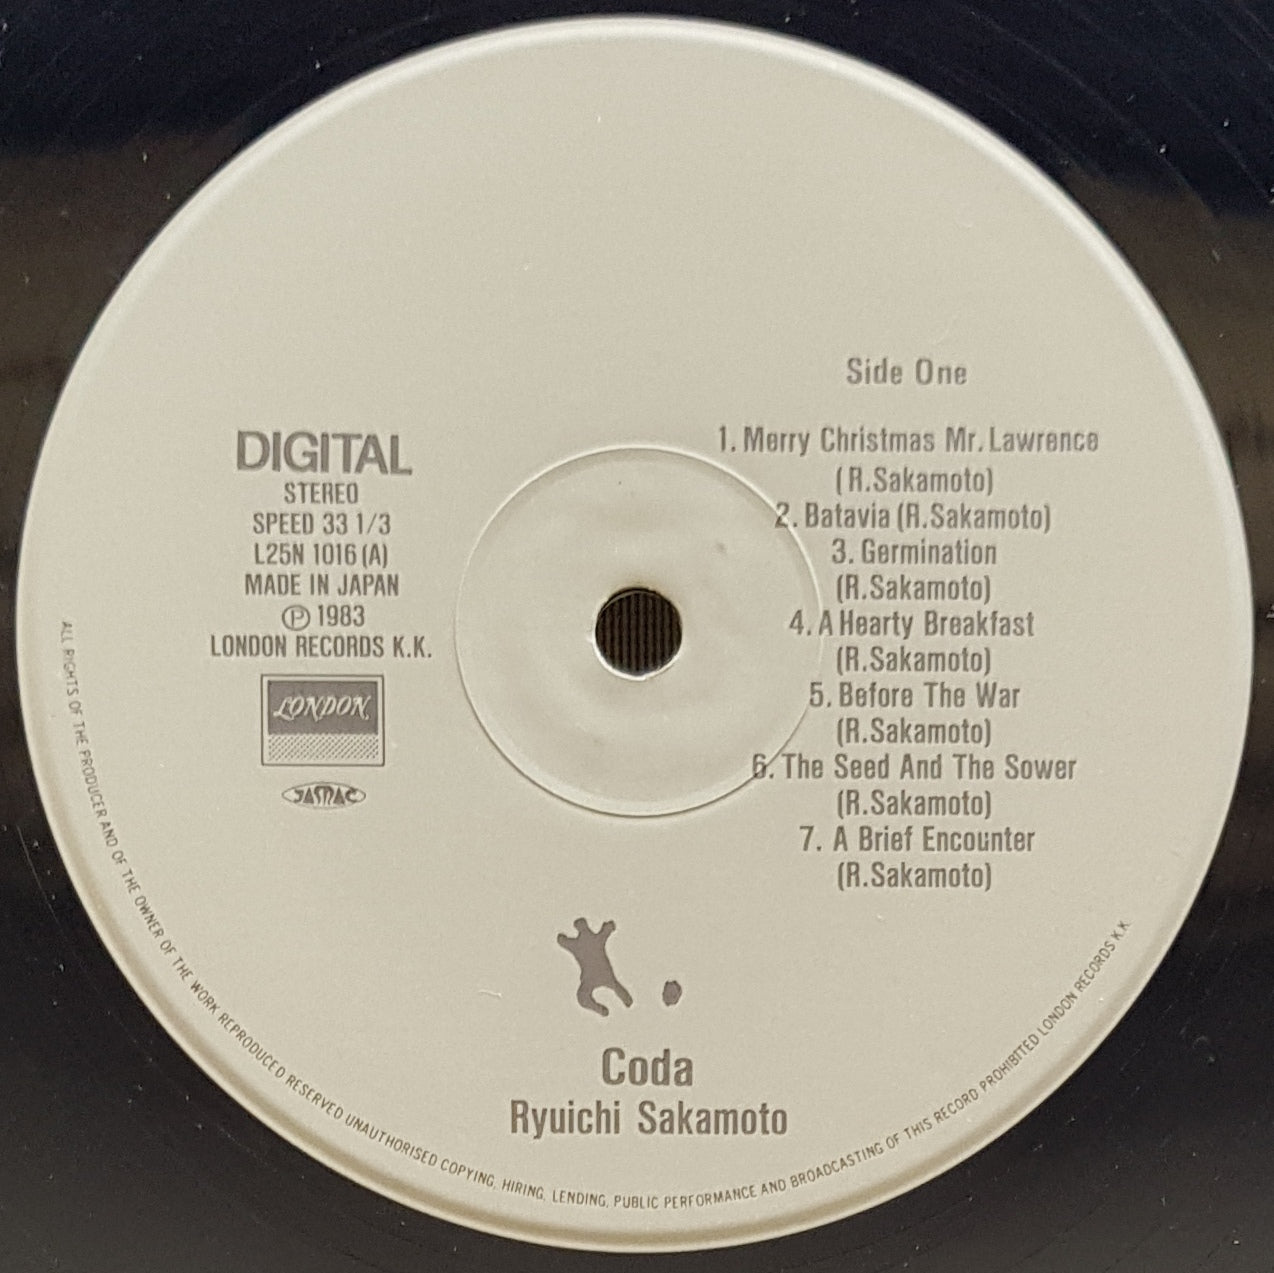 Side One
1. Merry Christmas Mr. Lawrence
(R.Sakamoto)
2. Batavia (R.Sakamoto)
3. Germination
(R.Sakamoto)
4. A Hearty Breakfast
(R.Sakamoto)
5. Before The War
(R.Sakamoto)
6. The Seed And The Sower
(R.Sakamoto)
7. A Brief Encounter
(R.Sakamoto)
DIGITAL
STEREO
SPEED 33 1/3
L25N 1016 (A)
MADE IN JAPAN
℗ 1983
LONDON RECORDS K.K.
LONDON
JASRAC
Coda
Ryuichi Sakamoto
ALL RIGHTS OF THE PRODUCER AND OF THE OWNER OF THE WORK REPRODUCED RESERVED UNAUTHORISED COPYING, HIRING, LENDING, PUBLIC PERFORMANCE AND BROADCASTING OF THIS RECORD PROHIBITED LONDON RECORDS K.K